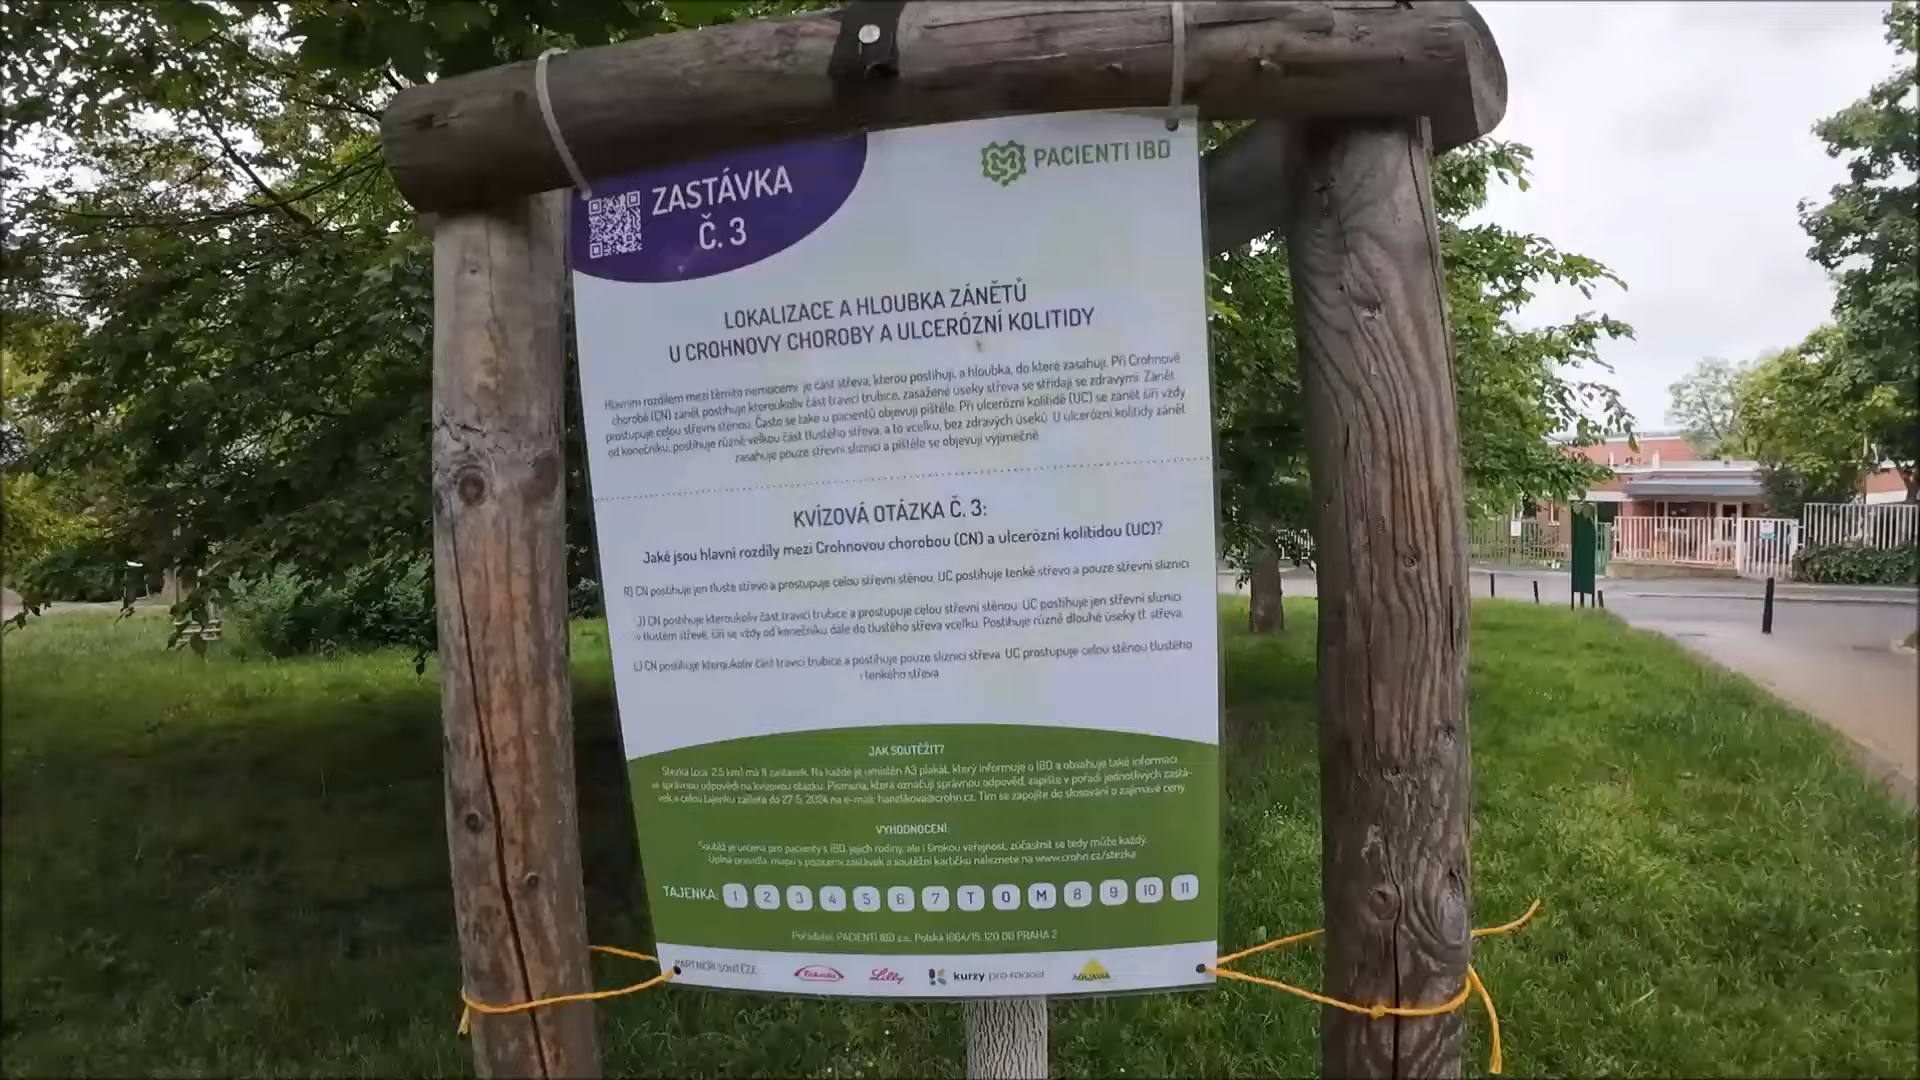 ZASTÁVKA
Č. 3
PACIENTI IBD
LOKALIZACE A HLOUBKA ZÁNĚTŮ
U CROHNOVY CHOROBY A ULCERÓZNÍ KOLITIDY
Hlavním rozdílem mezi těmito nemocemi je část střeva, kterou postihují, a hloubka, do které zasahují. Při Crohnově
chorobě (CN) zánět postihuje kteroukoliv část trávicí trubice, zasažené úseky střeva se střídají se zdravými. Zánět
prostupuje celou střevní stěnou. Často se také u pacientů objevují píštěle. Při ulcerózní kolitidě (UC) se zánět šíří vždy
od konečníku, postihuje různě velkou část tlustého střeva, a to vcelku, bez zdravých úseků. U ulcerózní kolitidy zánět
zasahuje pouze střevní sliznici a píštěle se objevují výjimečně.
KVÍZOVÁ OTÁZKA Č. 3:
Jaké jsou hlavní rozdíly mezi Crohnovou chorobou (CN) a ulcerózní kolitidou (UC)?
R) CN postihuje jen tlusté střevo a prostupuje celou střevní stěnou. UC postihuje tenké střevo a pouze střevní sliznici
J) CN postihuje kteroukoliv část trávicí trubice a prostupuje celou střevní stěnou. UC postihuje jen střevní sliznici
v tlustém střevě, šíří se vždy od konečníku dále do tlustého střeva vcelku. Postihuje různě dlouhé úseky tl. střeva.
L) CN postihuje kteroukoliv část trávicí trubice a postihuje pouze sliznici střeva. UC prostupuje celou stěnou tlustého
i tenkého střeva
JAK SOUTĚŽIT?
Stezka (cca 2,5 km) má 11 zastávek. Na každé je umístěn A3 plakát, který informuje o IBD a obsahuje také informaci
ke správnou odpovědi na kvízovou otázku. Písmena, která označují správnou odpověď, zapište v pořadí jednotlivých zastá-
vek a celou tajenku zašlete do 27. 5. 2024 na e-mail: hanzlikova@crohn.cz. Tím se zapojíte do slosování o zajímavé ceny
VYHODNOCENÍ:
Soutěž je určena pro pacienty s IBD, jejich rodiny, ale i širokou veřejnost, zúčastnit se tedy může každý.
Úplná pravidla, mapu s pozicemi zastávek a soutěžní kartičku naleznete na www.crohn.cz/stezka
TAJENKA: 1 2 3 4 5 6 7 T O M 8 9 10 11
Pořadatel: PACIENTI IBD z.s., Polská 1664/15, 120 00 PRAHA 2
PARTNEŘI SOUTĚŽE:
Takeda Lilly kurzy pro radost AGUAVIA